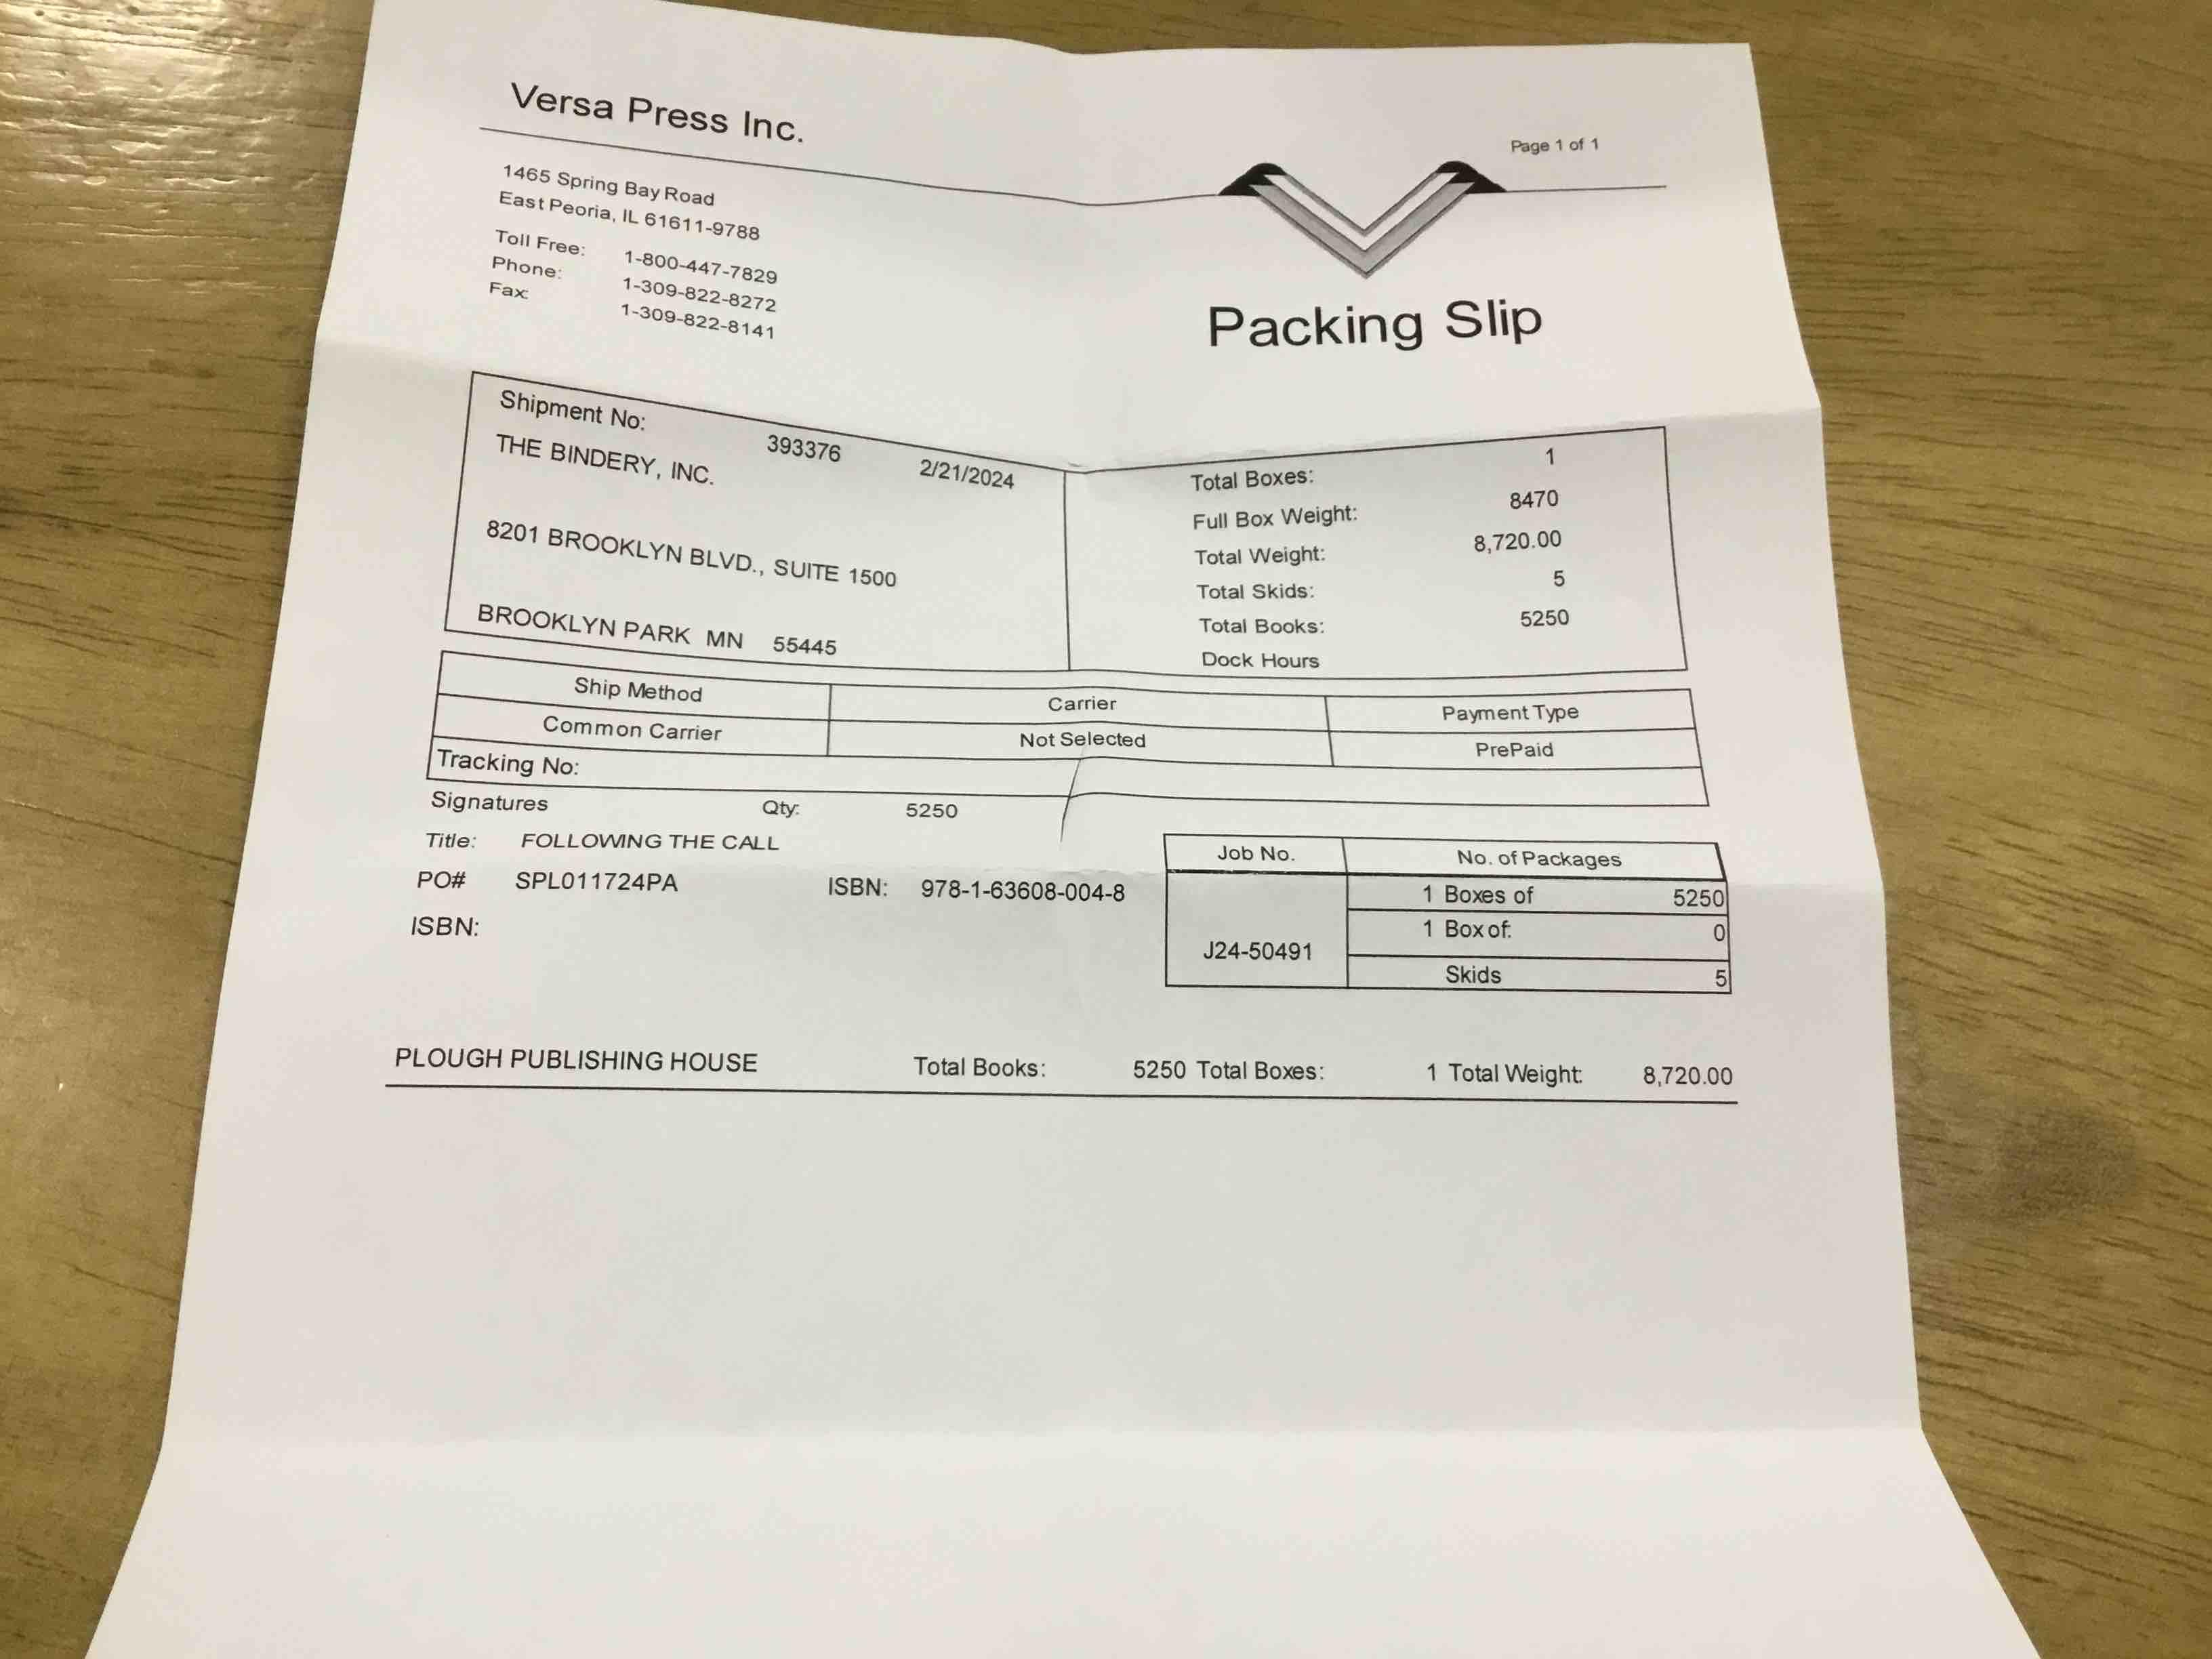 Versa Press Inc.
Page 1 of 1
1465 Spring Bay Road
East Peoria, IL 61611-9788
Toll Free: 1-800-447-7829
Phone: 1-309-822-8272
Fax: 1-309-822-8141
Packing Slip
Shipment No: 393376 2/21/2024
THE BINDERY, INC.
8201 BROOKLYN BLVD., SUITE 1500
BROOKLYN PARK MN 55445
Total Boxes: 1
Full Box Weight: 8470
Total Weight: 8,720.00
Total Skids: 5
Total Books: 5250
Dock Hours
Ship Method Carrier Payment Type
Common Carrier Not Selected PrePaid
Tracking No:
Signatures Qty: 5250
Title: FOLLOWING THE CALL
PO# SPL011724PA ISBN: 978-1-63608-004-8
ISBN:
Job No. No. of Packages
1 Boxes of 5250
1 Box of: 0
J24-50491
Skids 5
PLOUGH PUBLISHING HOUSE Total Books: 5250 Total Boxes: 1 Total Weight: 8,720.00